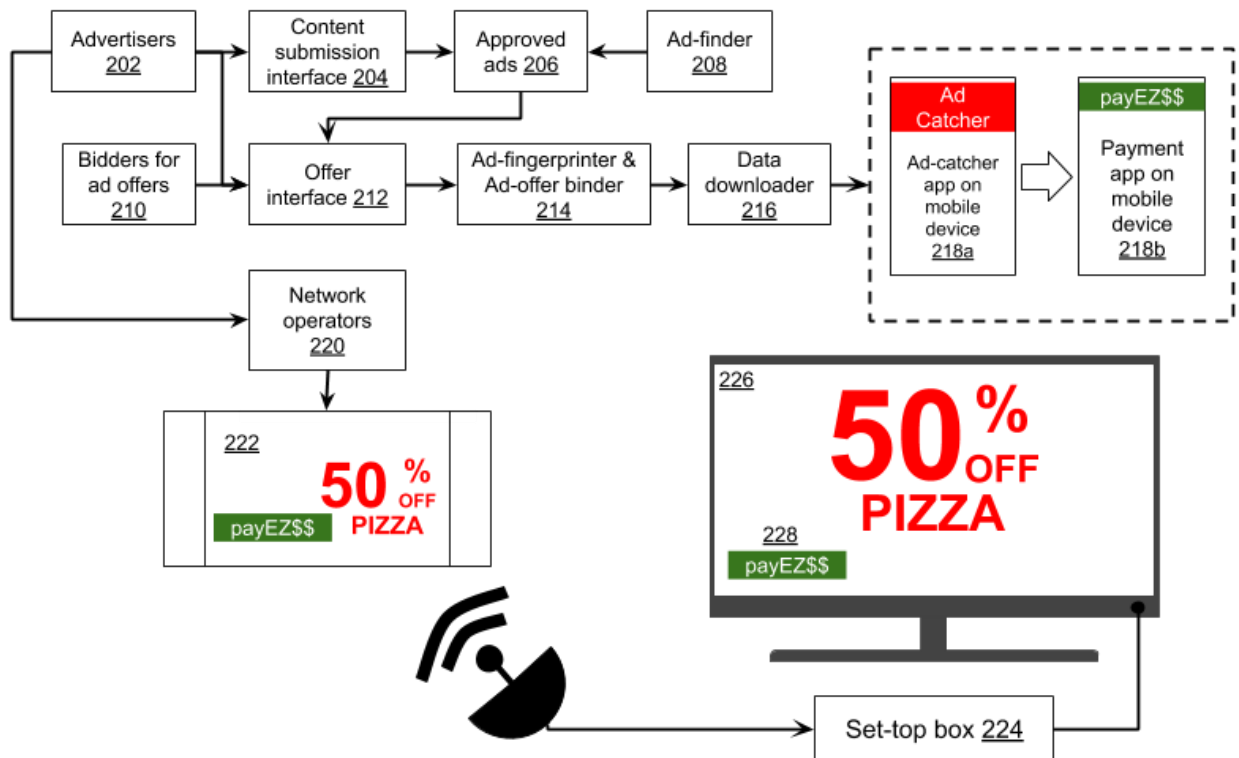 Advertisers
202
Content
submission
interface 204
Approved
ads 206
Ad-finder
208
Bidders for
ad offers
210
Offer
interface 212
Ad-fingerprinter &
Ad-offer binder
214
Data
downloader
216
Ad
Catcher
Ad-catcher
app on
mobile
device
218a
payEZ$$
Payment
app on
mobile
device
218b
Network
operators
220
222
50 %
OFF
PIZZA
payEZ$$
226
50 %
OFF
PIZZA
228
payEZ$$
Set-top box 224